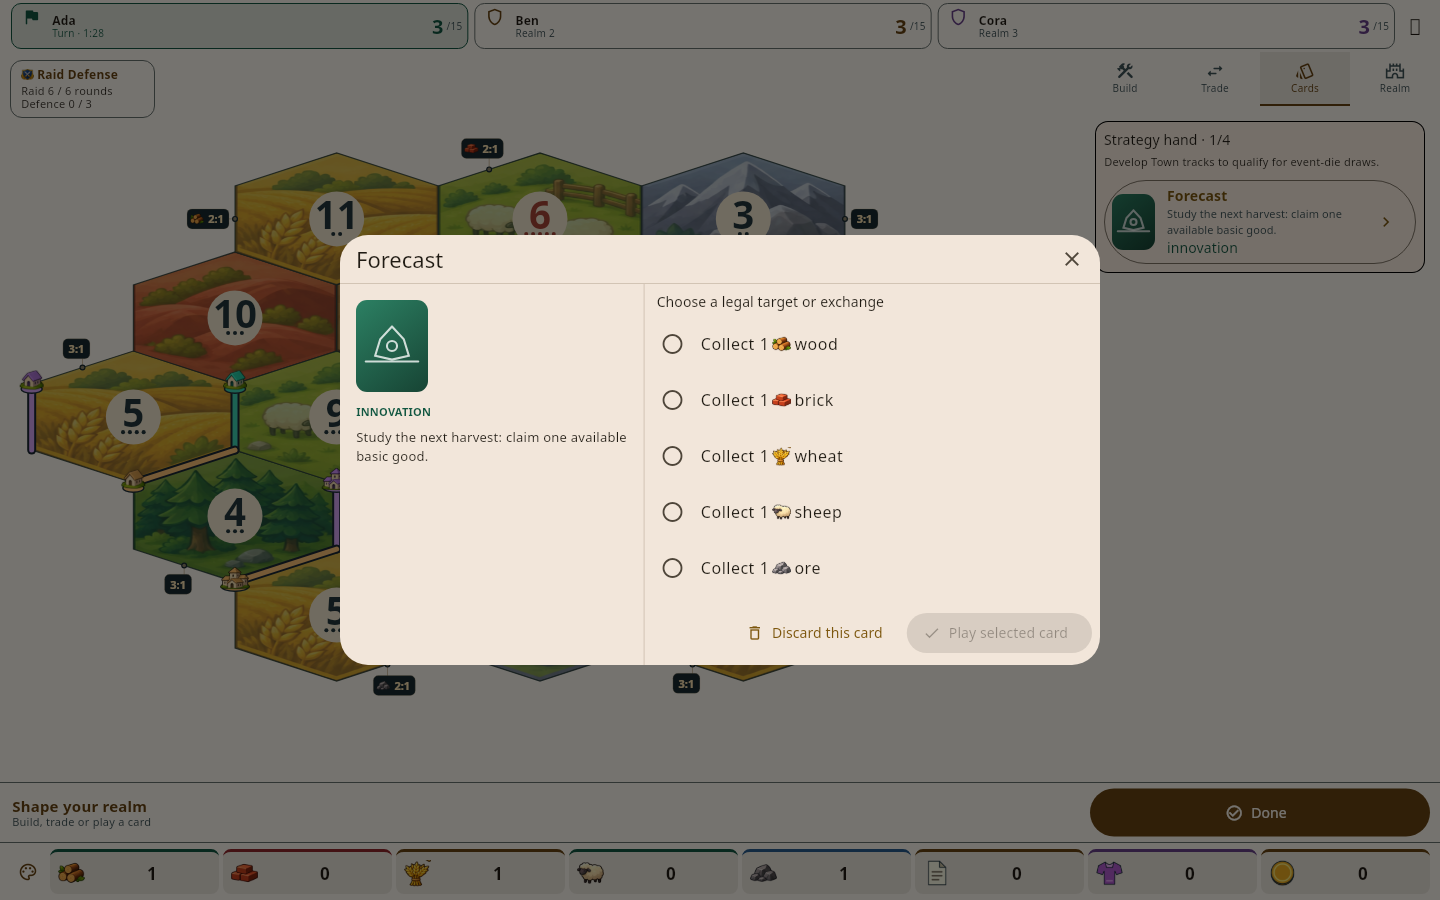 Ada
Turn · 1:28
3 /15
Ben
Realm 2
3 /15
Cora
Realm 3
3 /15
Raid Defense
Raid 6 / 6 rounds
Defence 0 / 3
Build
Trade
Cards
Realm
Strategy hand · 1/4
Develop Town tracks to qualify for event-die draws.
Forecast
Study the next harvest: claim one
available basic good.
innovation
2:1
2:1
11
6
3
3:1
10
3:1
5
9
4
3:1
5
2:1
3:1
Forecast
INNOVATION
Study the next harvest: claim one available
basic good.
Choose a legal target or exchange
Collect 1 wood
Collect 1 brick
Collect 1 wheat
Collect 1 sheep
Collect 1 ore
Discard this card
Play selected card
Shape your realm
Build, trade or play a card
Done
1
0
1
0
1
0
0
0